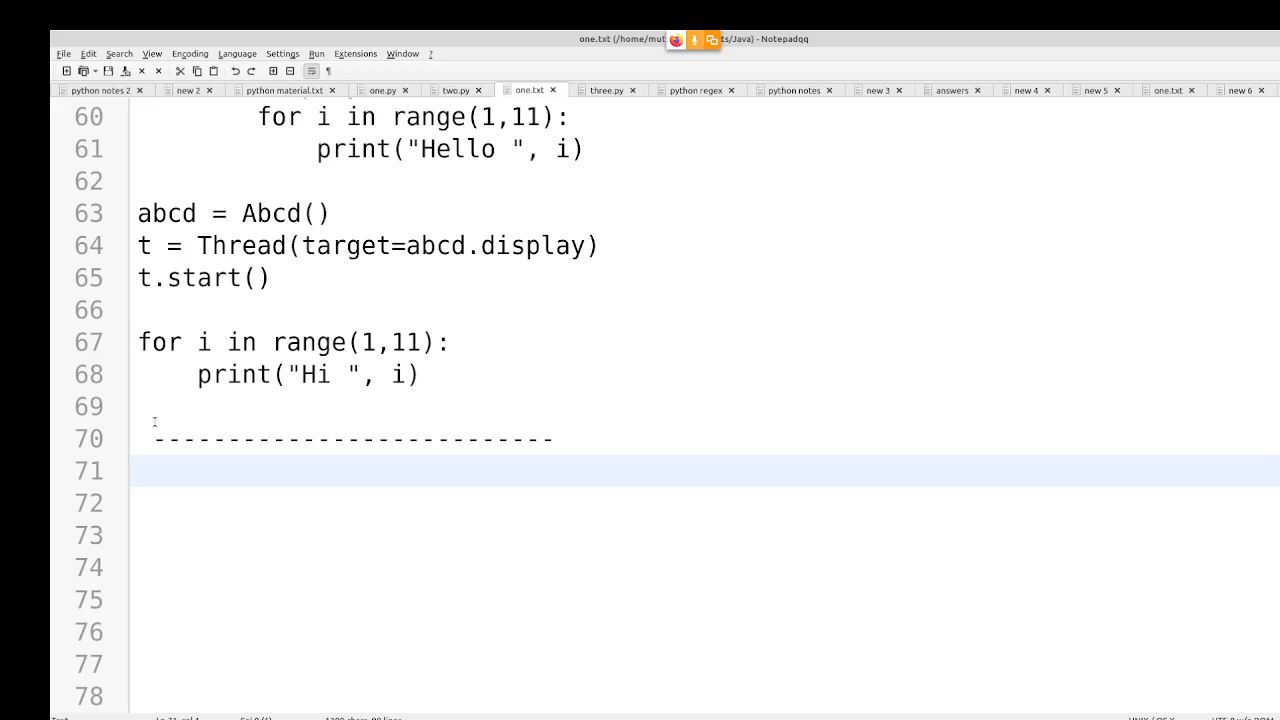 one.txt (/home/mut ts/Java) - Notepadqq
File Edit Search View Encoding Language Settings Run Extensions Window ?
python notes 2 new 2 python material.txt one.py two.py one.txt three.py python regex python notes new 3 answers new 4 new 5 one.txt new 6
60 for i in range(1,11):
61 print("Hello ", i)
62
63 abcd = Abcd()
64 t = Thread(target=abcd.display)
65 t.start()
66
67 for i in range(1,11):
68 print("Hi ", i)
69
70 ---------------------------
71
72
73
74
75
76
77
78